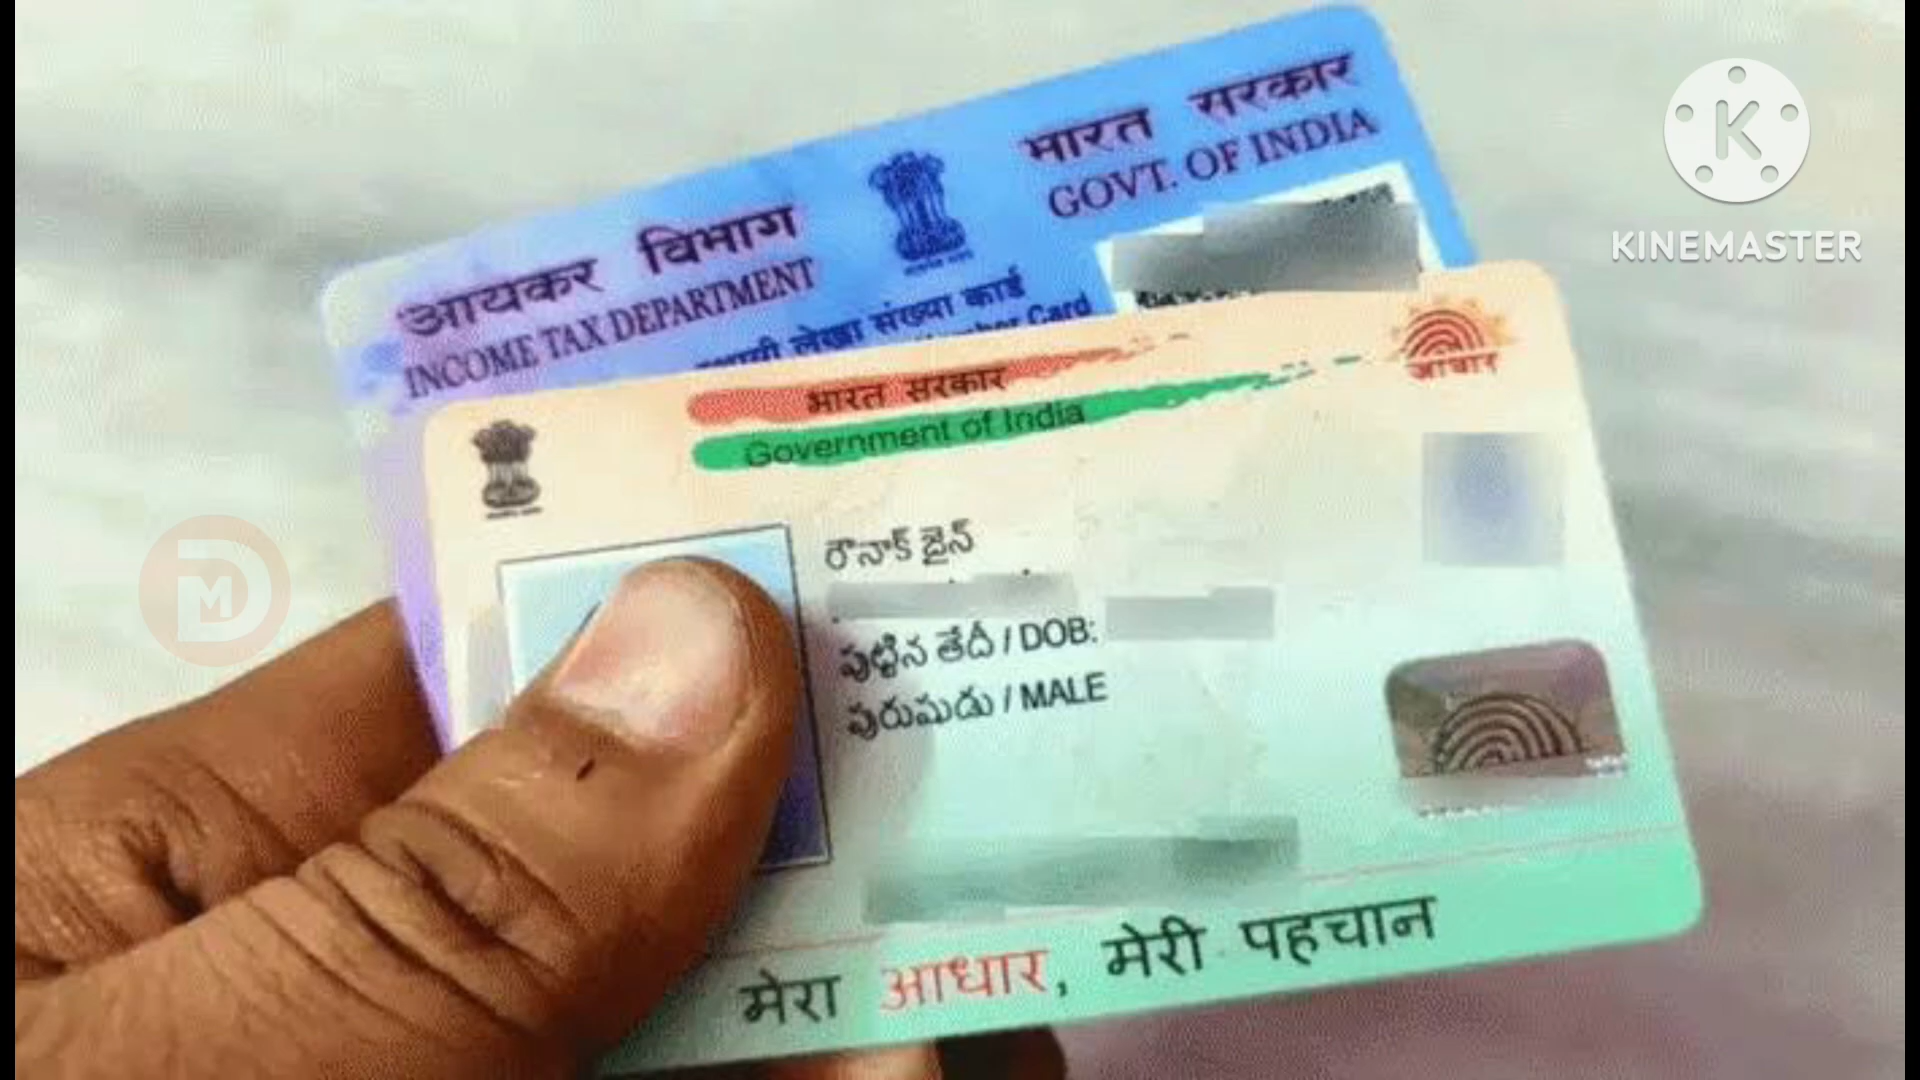 भारत सरकार
GOVT. OF INDIA
आयकर विभाग
INCOME TAX DEPARTMENT
स्थायी लेखा संख्या कार्ड
Card
KINEMASTER
भारत सरकार
Government of India
आधार
రౌనాక్ జైన్
పుట్టిన తేదీ / DOB:
పురుషుడు / MALE
मेरा आधार, मेरी पहचान